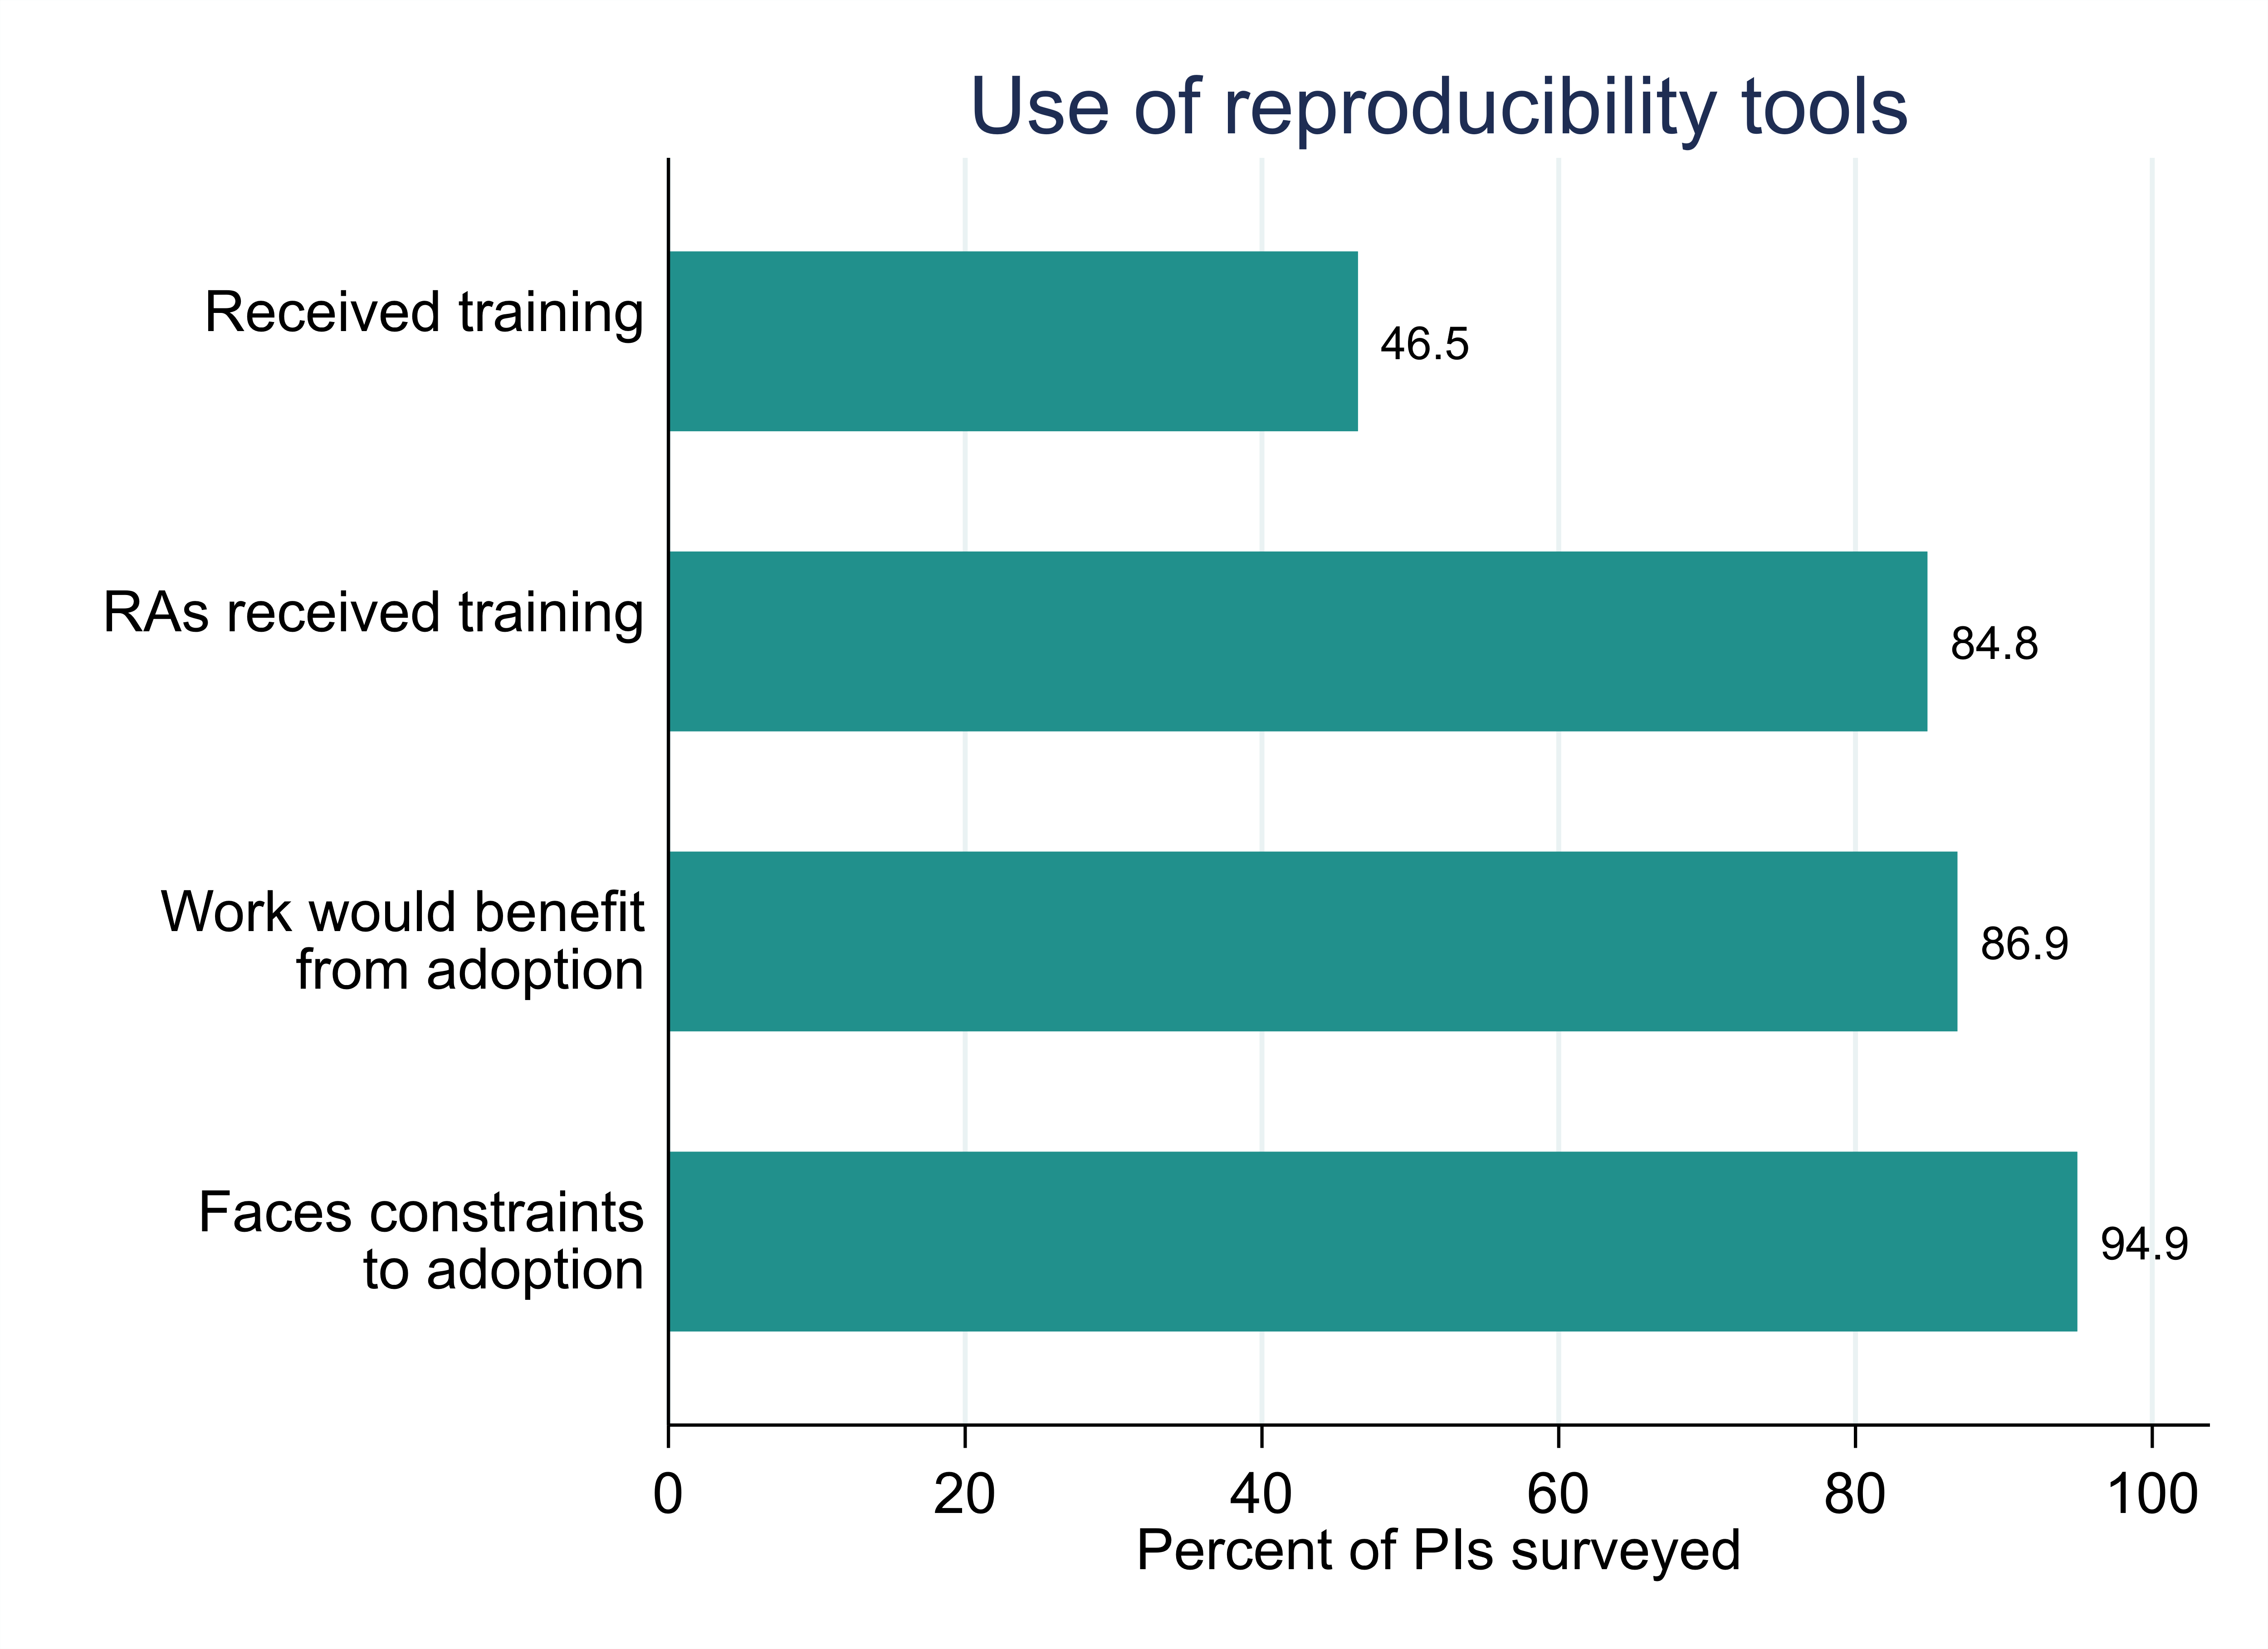 Use of reproducibility tools
Received training
46.5
RAs received training
84.8
Work would benefit
from adoption
86.9
Faces constraints
to adoption
94.9
0 20 40 60 80 100
Percent of PIs surveyed